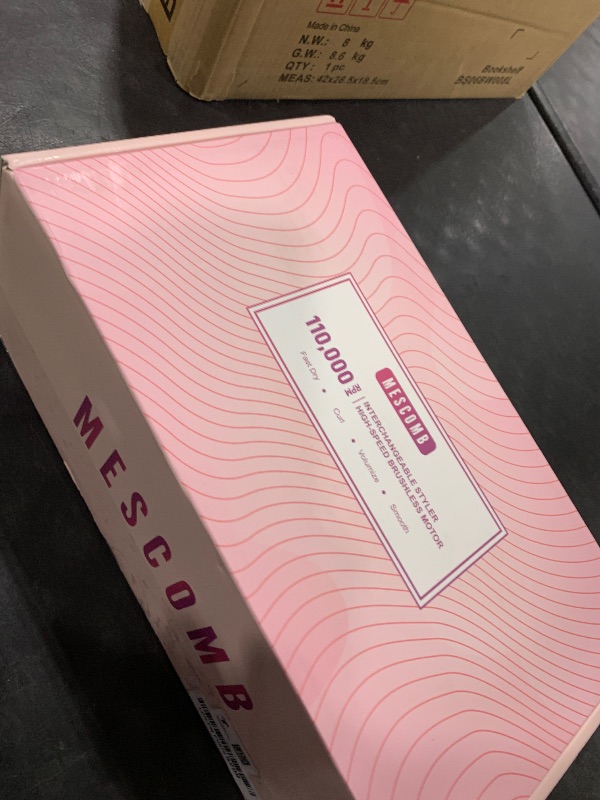 Made in China
N.W.: 8 kg
G.W.: 8.6 kg
QTY: 1pc
MEAS: 42x28.5x18.5cm
Bookshelf
MESCOMB
110,000
INTERCHANGEABLE STYLER
HIGH-SPEED BRUSHLESS MOTOR
Fast Dry • Curl • Volumize • Smooth
MESCOMB